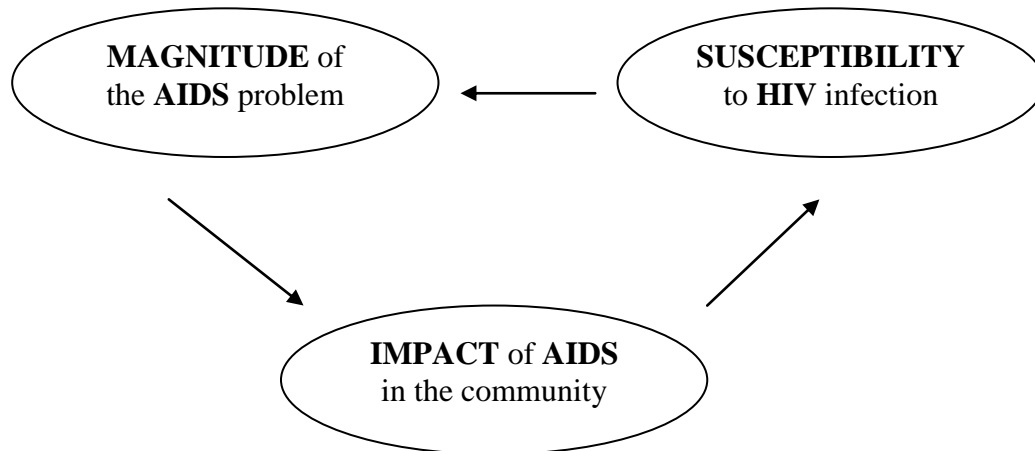 MAGNITUDE of
the AIDS problem
SUSCEPTIBILITY
to HIV infection
IMPACT of AIDS
in the community